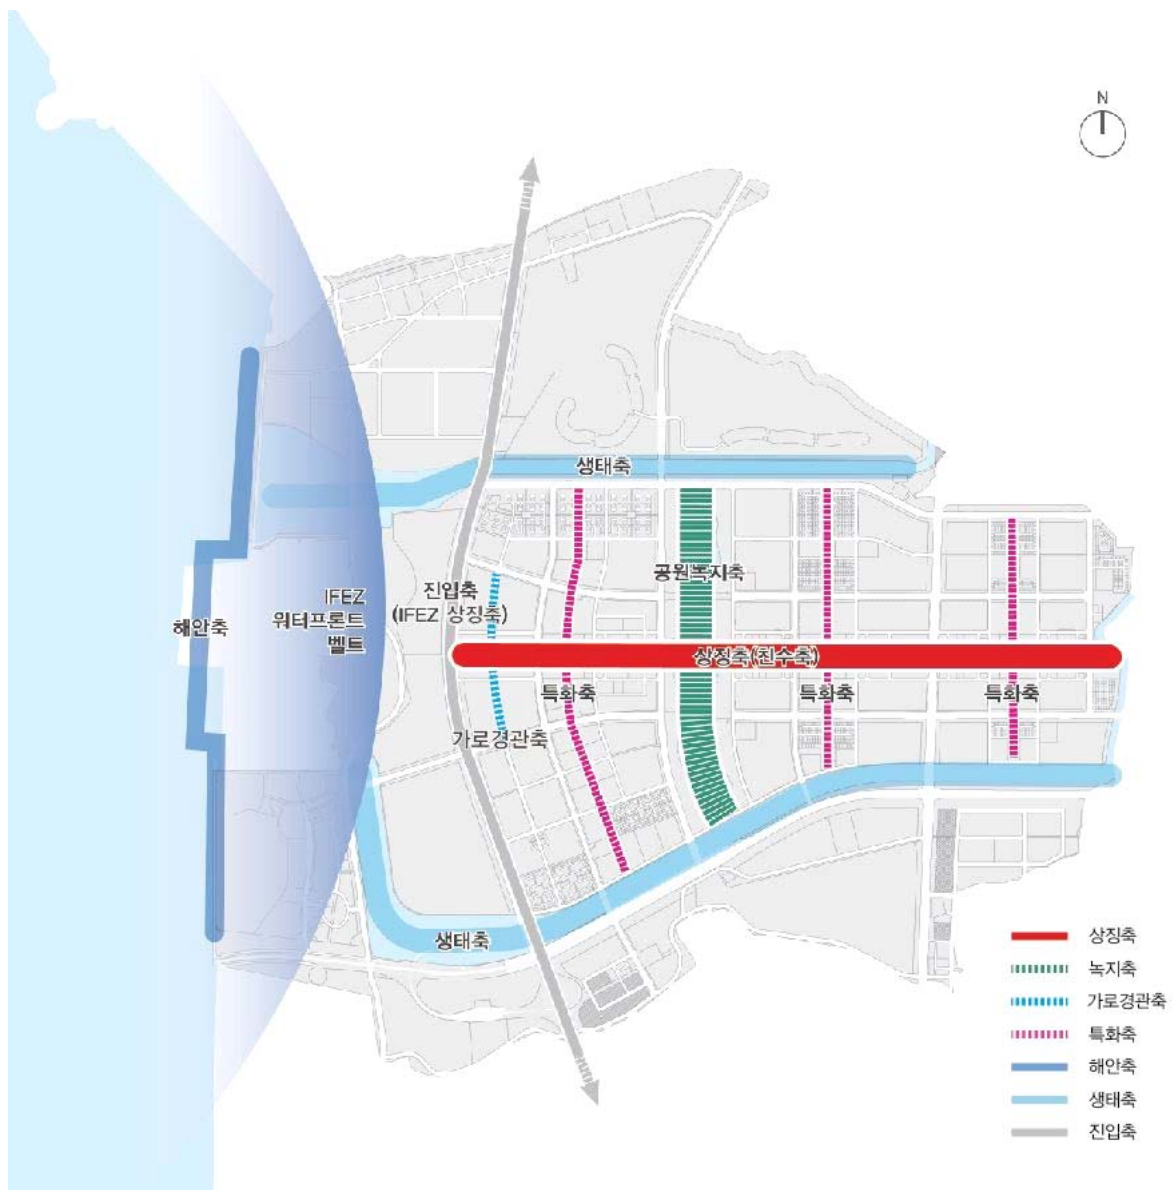 N
생태축
공원녹지축
진입축
(IFEZ 상징축)
IFEZ
워터프론트
벨트
해안축
상징축(친수축)
특화축
특화축
특화축
가로경관축
생태축
상징축
녹지축
가로경관축
특화축
해안축
생태축
진입축